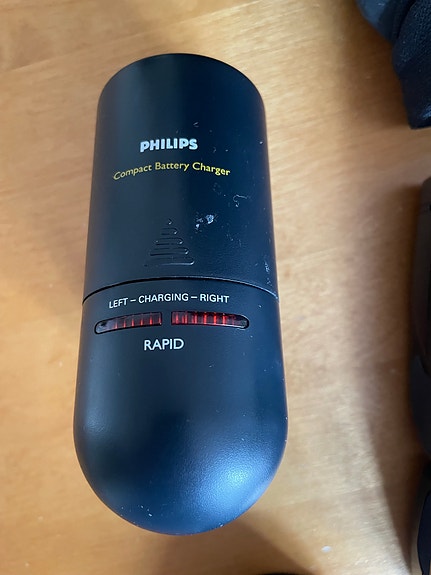 PHILIPS
Compact Battery Charger
LEFT – CHARGING – RIGHT
RAPID